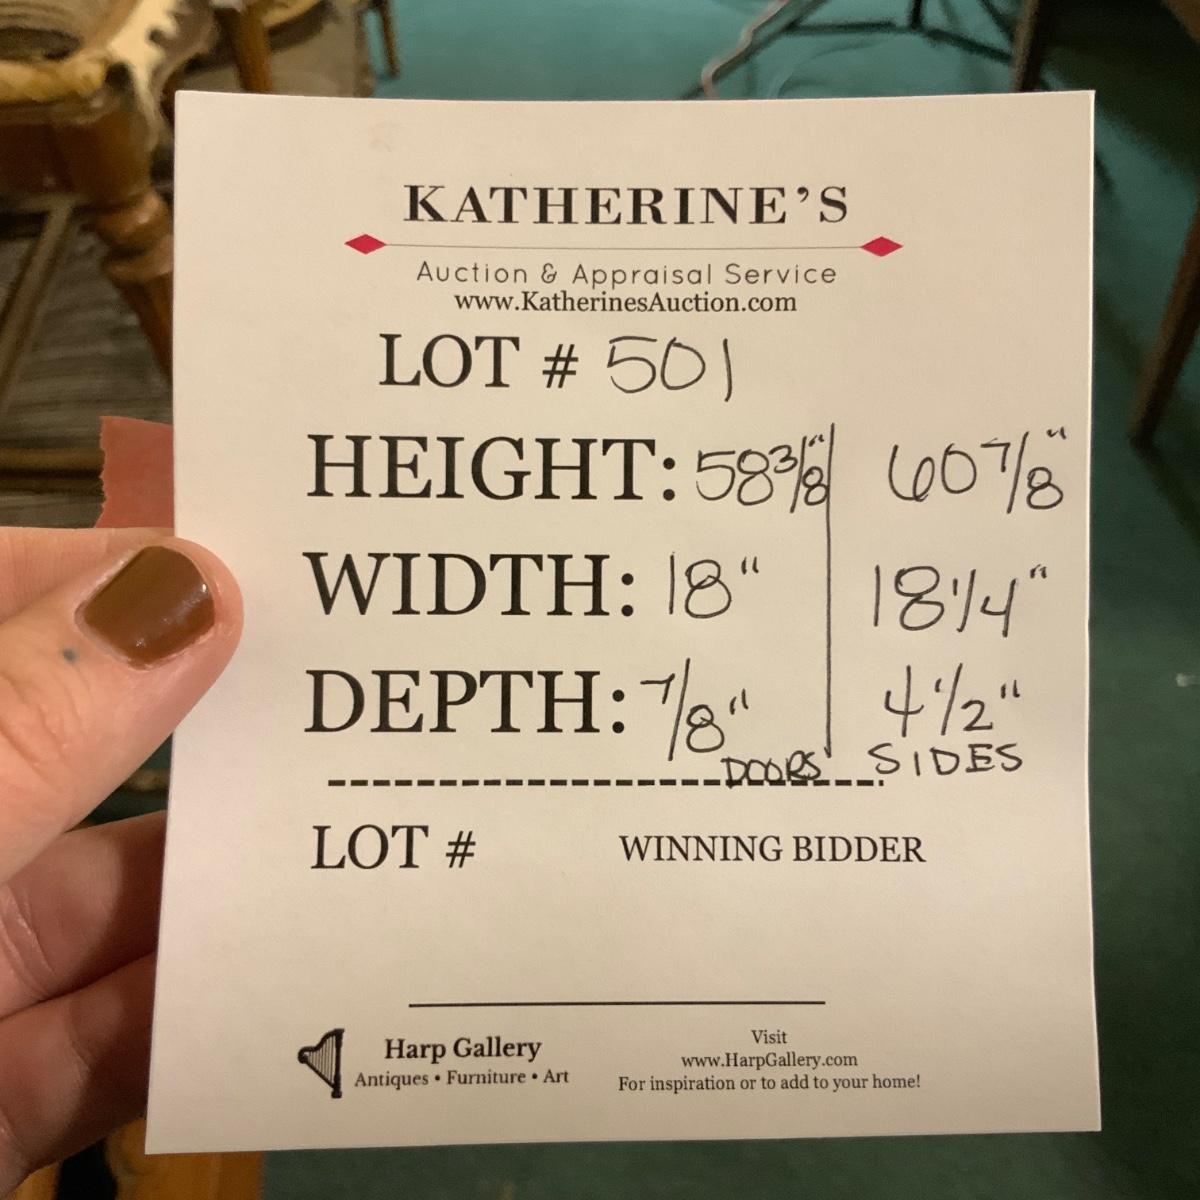 KATHERINE'S
Auction & Appraisal Service
www.KatherinesAuction.com
LOT # 501
HEIGHT: 58 3/8" 60 7/8"
WIDTH: 18" 18 1/4"
DEPTH: 7/8" 4 1/2"
DOORS SIDES
LOT # WINNING BIDDER
Harp Gallery
Antiques • Furniture • Art
Visit
www.HarpGallery.com
For inspiration or to add to your home!